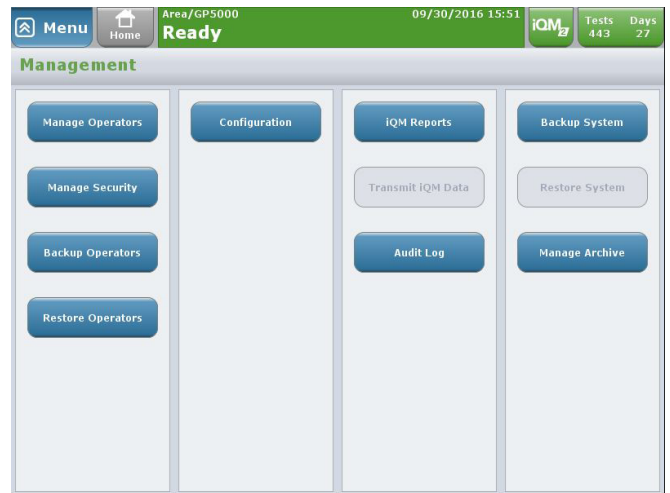 Menu
Home
Area/GP5000
09/30/2016 15:51
Ready
iQM2
Tests Days
443 27
Management
Manage Operators
Manage Security
Backup Operators
Restore Operators
Configuration
iQM Reports
Transmit iQM Data
Audit Log
Backup System
Restore System
Manage Archive